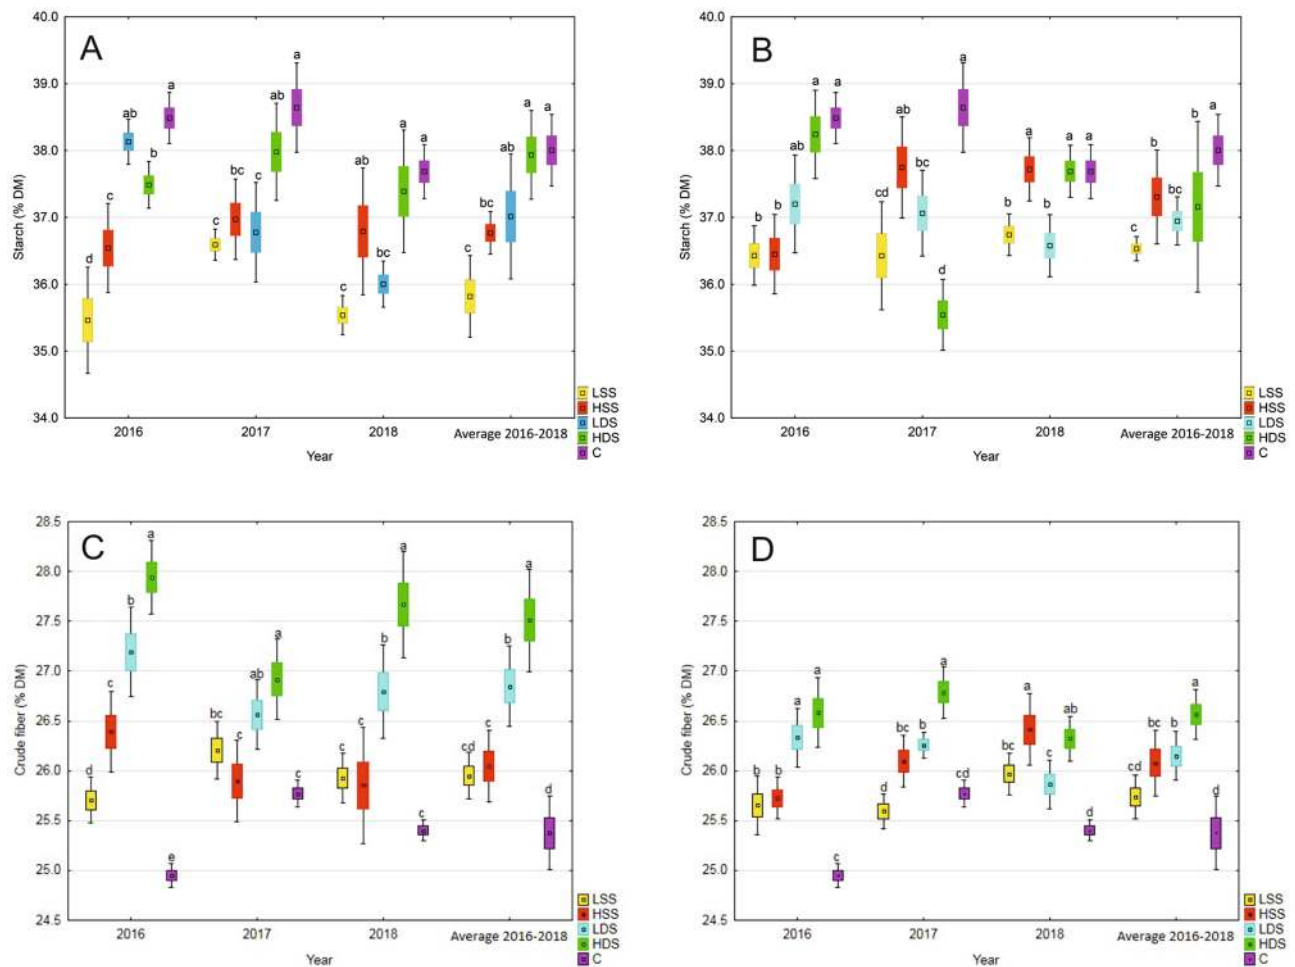 A
Starch (% DM)
40.0
39.0
38.0
37.0
36.0
35.0
34.0
d
c
ab
b
a
c
bc
c
ab
a
c
ab
bc
a
a
c
bc
ab
a
a
2016
2017
2018
Average 2016-2018
Year
LSS
HSS
LDS
HDS
C
B
Starch (% DM)
40.0
39.0
38.0
37.0
36.0
35.0
34.0
b
b
ab
a
a
cd
ab
bc
d
a
b
a
b
a
a
c
b
bc
b
a
2016
2017
2018
Average 2016-2018
Year
LSS
HSS
LDS
HDS
C
C
Crude fiber (% DM)
28.5
28.0
27.5
27.0
26.5
26.0
25.5
25.0
24.5
d
c
b
a
e
bc
c
ab
a
c
c
c
b
a
c
cd
c
b
a
d
2016
2017
2018
Average 2016-2018
Year
LSS
HSS
LDS
HDS
C
D
Crude fiber (% DM)
28.5
28.0
27.5
27.0
26.5
26.0
25.5
25.0
24.5
b
b
a
a
c
d
bc
b
a
cd
bc
a
c
ab
d
cd
bc
b
a
d
2016
2017
2018
Average 2016-2018
Year
LSS
HSS
LDS
HDS
C